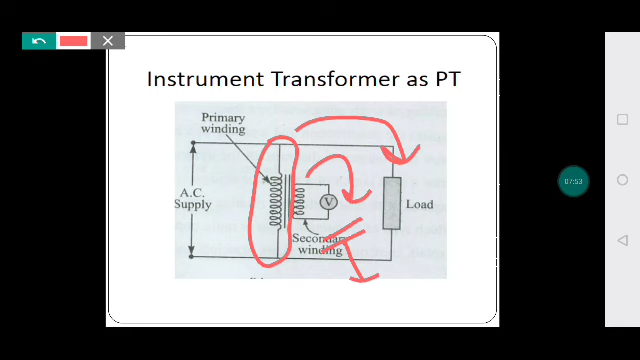 Instrument Transformer as PT
Primary
winding
A.C.
Supply
V
Load
Secondary
winding
07:53